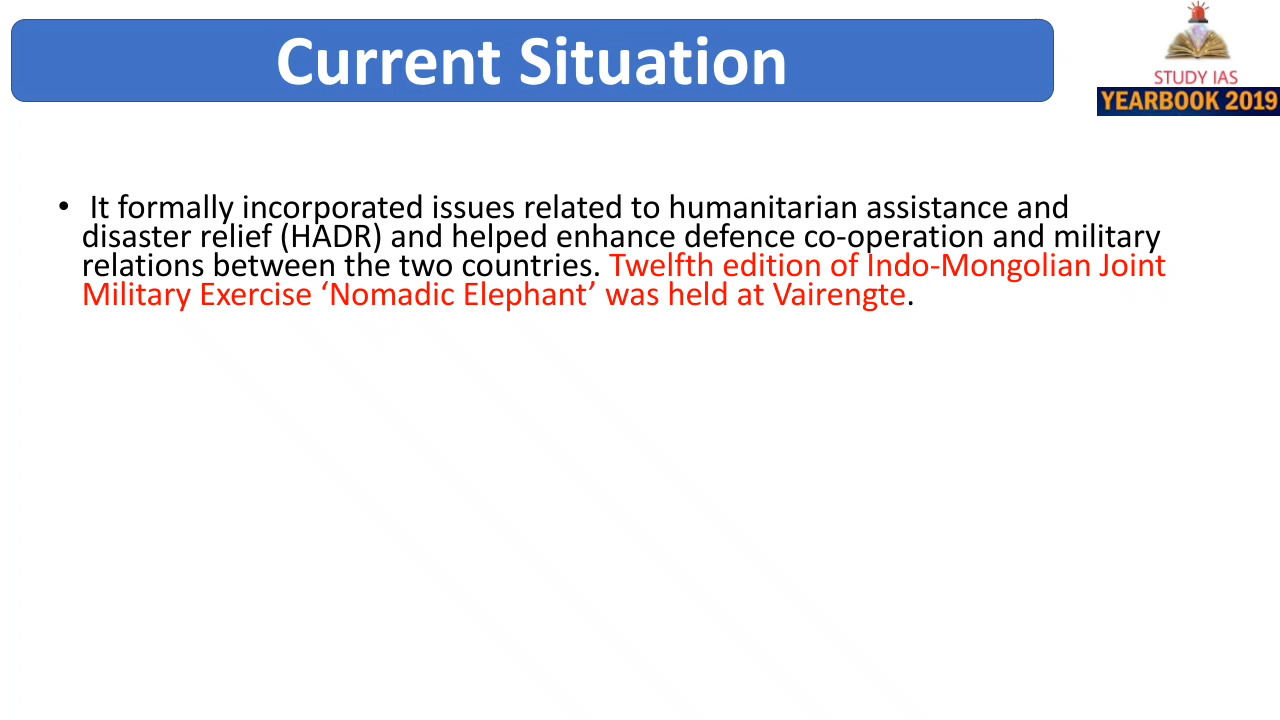 Current Situation
STUDY IAS
YEARBOOK 2019
• It formally incorporated issues related to humanitarian assistance and
disaster relief (HADR) and helped enhance defence co-operation and military
relations between the two countries. Twelfth edition of Indo-Mongolian Joint
Military Exercise ‘Nomadic Elephant’ was held at Vairengte.